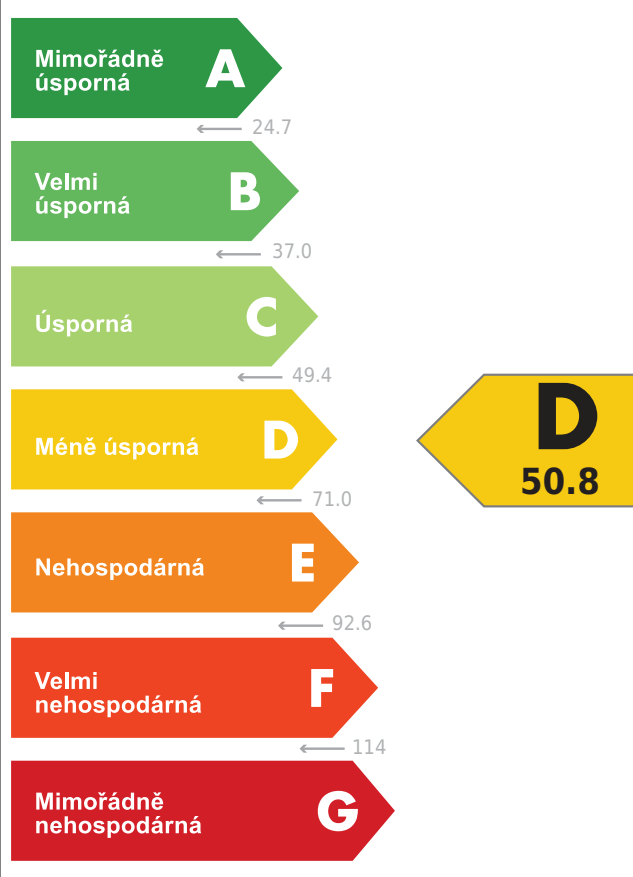 Mimořádně
úsporná
A
24.7
Velmi
úsporná
B
37.0
Úsporná
C
49.4
Méně úsporná
D
D
50.8
71.0
Nehospodárná
E
92.6
Velmi
nehospodárná
F
114
Mimořádně
nehospodárná
G